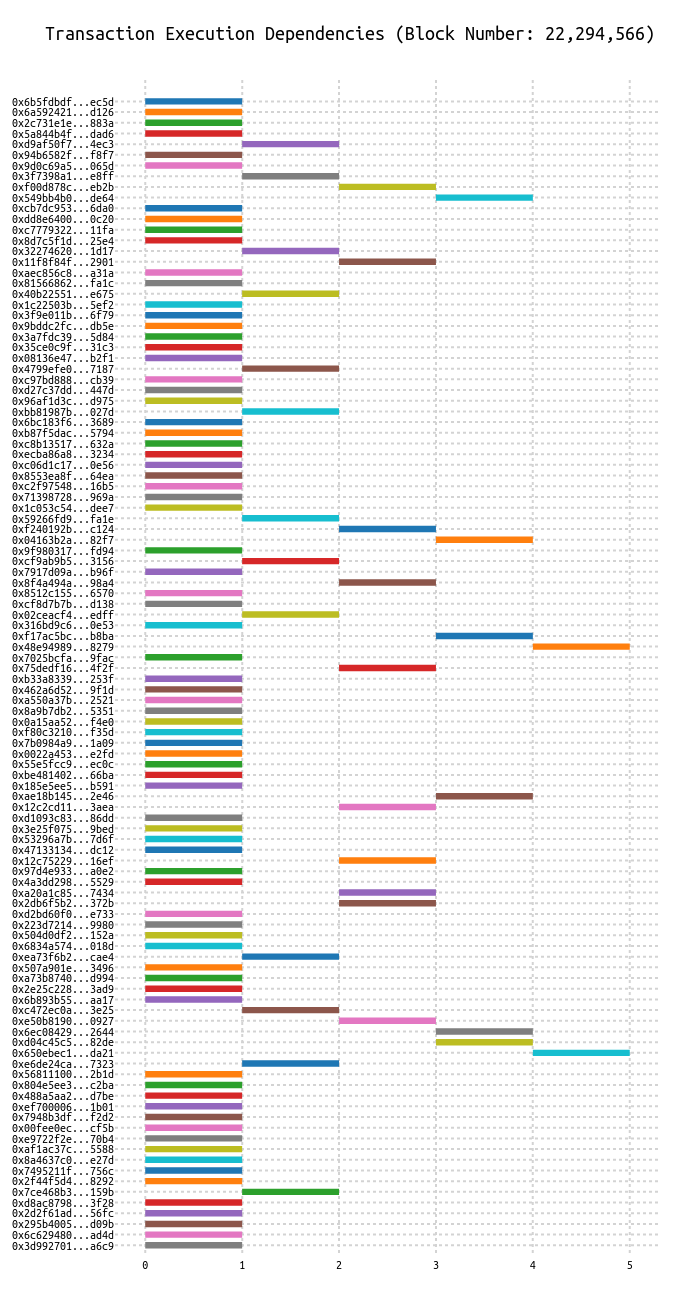 Transaction Execution Dependencies (Block Number: 22,294,566)
0x6b5fdbdf...ec5d
0x6a592421...d126
0x2c731e1e...883a
0x5a844b4f...dad6
0xd9af50f7...4ec3
0x94b6582f...f8f7
0x9d0c69a5...065d
0x3f7398a1...e8ff
0xf00d878c...eb2b
0x549bb4b0...de64
0xcb7dc953...6da0
0xdd8e6400...0c20
0xc7779322...11fa
0x8d7c5f1d...25e4
0x32274620...1d17
0x11f8f84f...2901
0xaec856c8...a31a
0x81566862...fa1c
0x40b22551...e675
0x1c22503b...5ef2
0x3f9e011b...6f79
0x9bddc2fc...db5e
0x3a7fdc39...5d84
0x35ce0c9f...31c3
0x08136e47...b2f1
0x4799efe0...7187
0xc97bd888...cb39
0xd27c37dd...447d
0x96af1d3c...d975
0xbb81987b...027d
0x6bc183f6...3689
0xb87f5dac...5794
0xc8b13517...632a
0xecba86a8...3234
0xc06d1c17...0e56
0x8553ea8f...64ea
0xc2f97548...16b5
0x71398728...969a
0x1c053c54...dee7
0x59266fd9...fa1e
0xf240192b...c124
0x04163b2a...82f7
0x9f980317...fd94
0xcf9ab9b5...3156
0x7917d09a...b96f
0x8f4a494a...98a4
0x8512c155...6570
0xcf8d7b7b...d138
0x02ceacf4...edff
0x316bd9c6...0e53
0xf17ac5bc...b8ba
0x48e94989...8279
0x7025bcfa...9fac
0x75dedf16...4f2f
0xb33a8339...253f
0x462a6d52...9f1d
0xa550a37b...2521
0x8a9b7db2...5351
0x0a15aa52...f4e0
0xf80c3210...f35d
0x7b0984a9...1a09
0x0022a453...e2fd
0x55e5fcc9...ec0c
0xbe481402...66ba
0x185e5ee5...b591
0xae18b145...2e46
0x12c2cd11...3aea
0xd1093c83...86dd
0x3e25f075...9bed
0x53296a7b...7d6f
0x47133134...dc12
0x12c75229...16ef
0x97d4e933...a0e2
0x4a3dd298...5529
0xa20a1c85...7434
0x2db6f5b2...372b
0xd2bd60f0...e733
0x223d7214...9980
0x504d0df2...152a
0x6834a574...018d
0xea73f6b2...cae4
0x507a901e...3496
0xa73b8740...d994
0x2e25c228...3ad9
0x6b893b55...aa17
0xc472ec0a...3e25
0xe50b8190...0927
0x6ec08429...2644
0xd04c45c5...82de
0x650ebec1...da21
0xe6de24ca...7323
0x56811100...2b1d
0x804e5ee3...c2ba
0x488a5aa2...d7be
0xef700006...1b01
0x7948b3df...f2d2
0x00fee0ec...cf5b
0xe9722f2e...70b4
0xaf1ac37c...5588
0x8a4637c0...e27d
0x7495211f...756c
0x2f44f5d4...8292
0x7ce468b3...159b
0xd8ac8798...3f28
0x2d2f61ad...56fc
0x295b4005...d09b
0x6c629480...ad4d
0x3d992701...a6c9
0 1 2 3 4 5